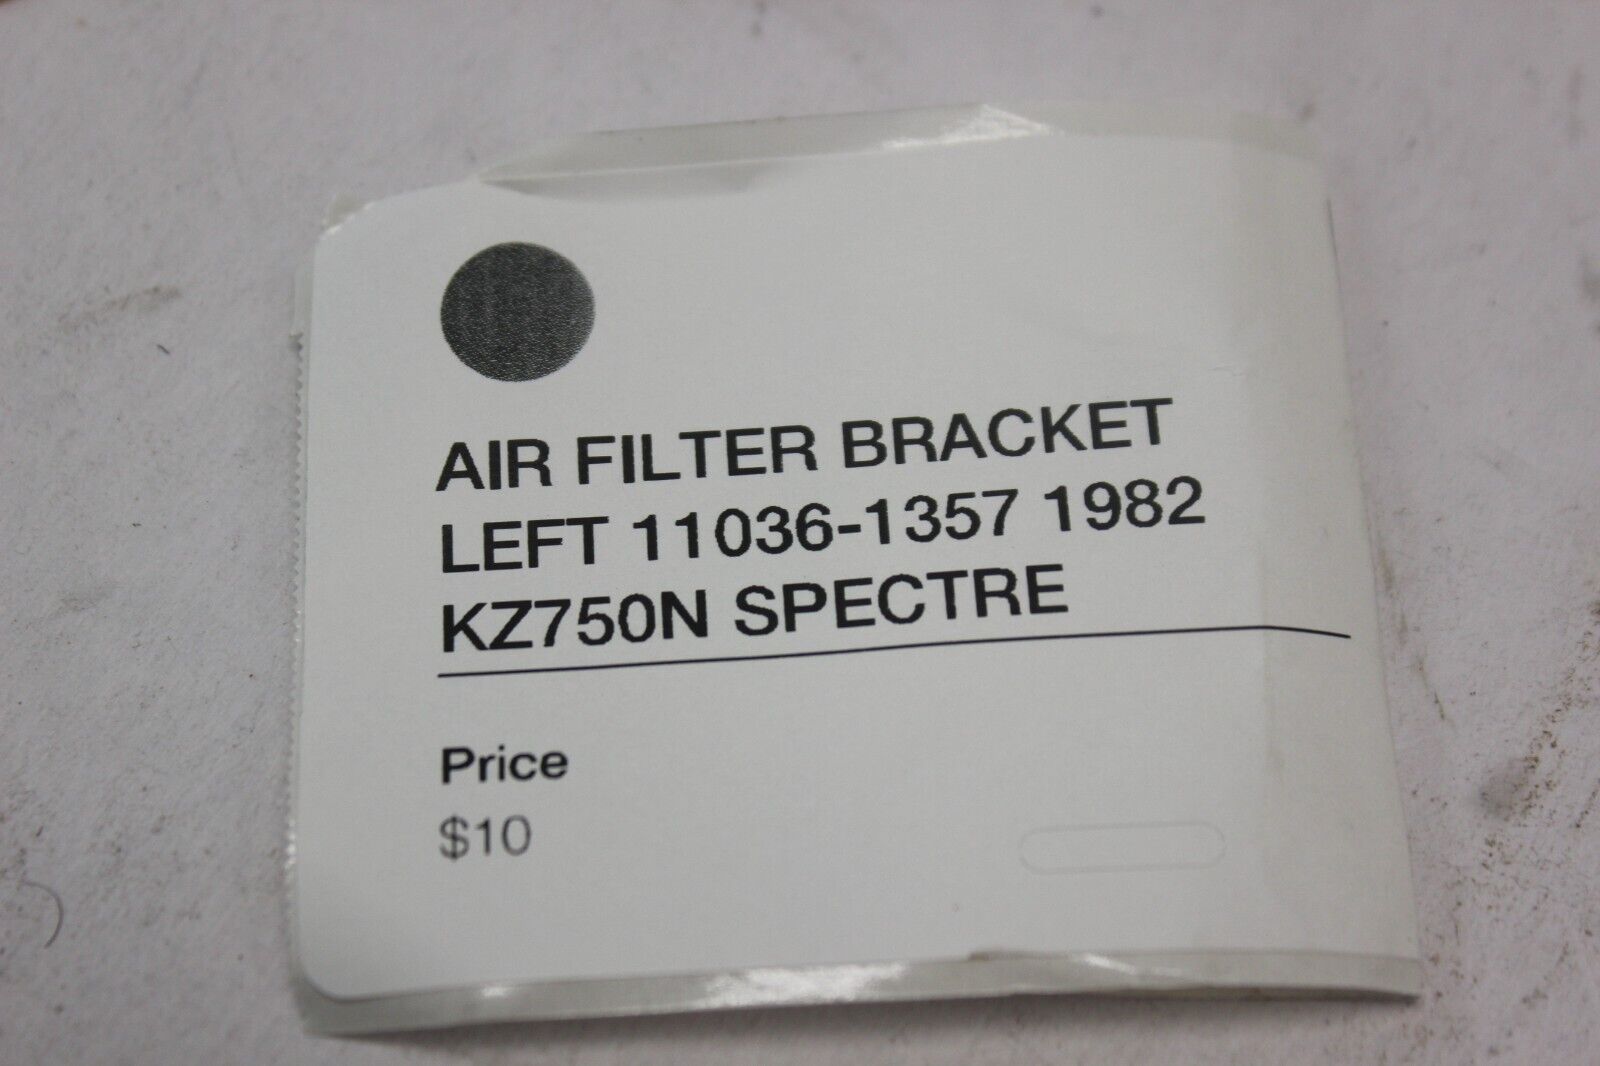 AIR FILTER BRACKET
LEFT 11036-1357 1982
KZ750N SPECTRE
Price
$10